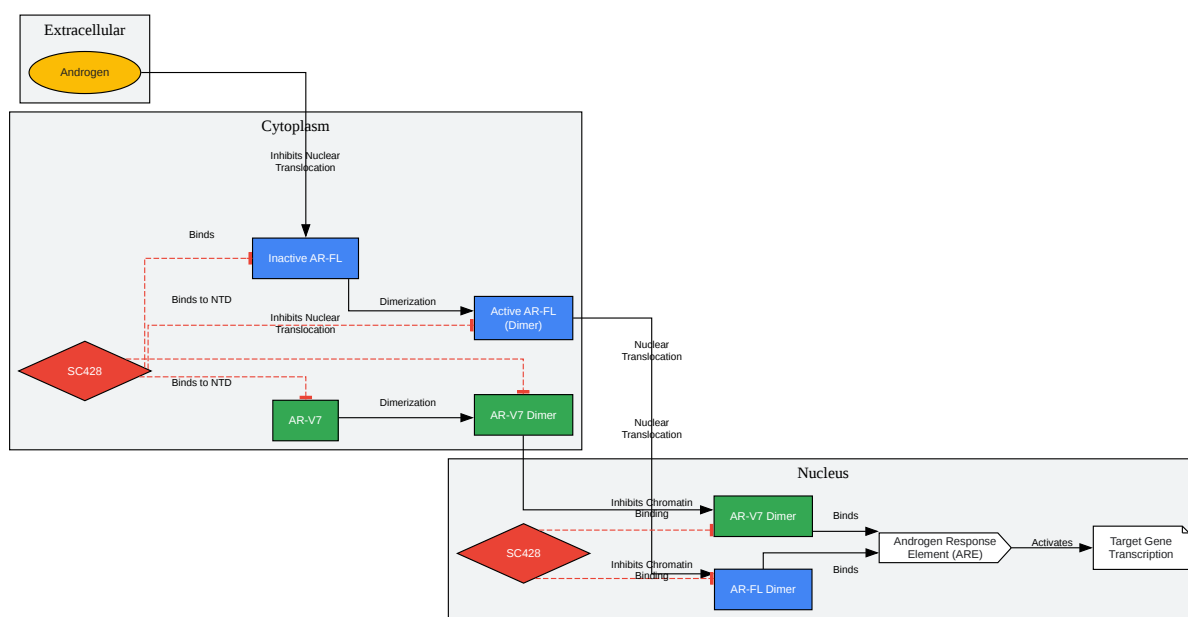 Extracellular
Androgen
Cytoplasm
Inhibits Nuclear
Translocation
Binds
Inactive AR-FL
Binds to NTD
Dimerization
Active AR-FL
(Dimer)
Inhibits Nuclear
Translocation
Nuclear
Translocation
SC428
Binds to NTD
AR-V7
Dimerization
AR-V7 Dimer
Nuclear
Translocation
Nucleus
Inhibits Chromatin
Binding
AR-V7 Dimer
Binds
SC428
Androgen Response
Element (ARE)
Activates
Target Gene
Transcription
Inhibits Chromatin
Binding
AR-FL Dimer
Binds